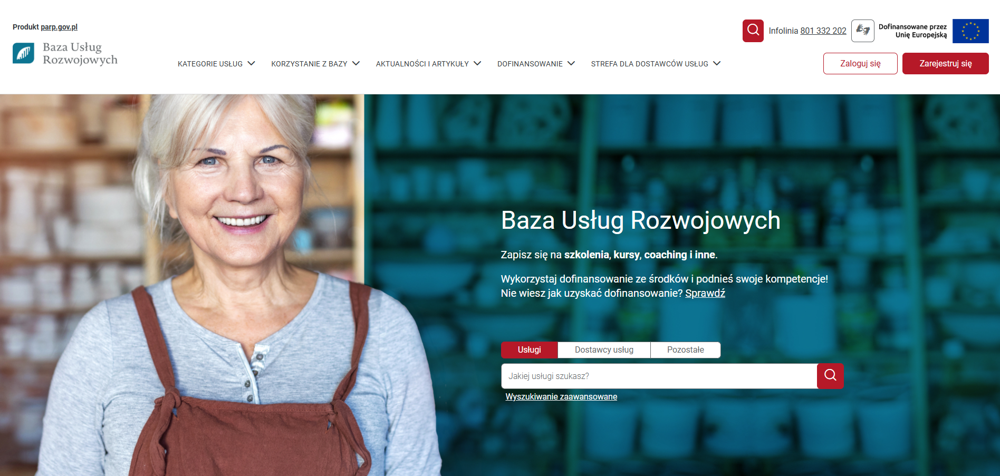 Produkt parp.gov.pl
Baza Usług
Rozwojowych
Infolinia 801 332 202
Dofinansowane przez
Unię Europejską
KATEGORIE USŁUG
KORZYSTANIE Z BAZY
AKTUALNOŚCI I ARTYKUŁY
DOFINANSOWANIE
STREFA DLA DOSTAWCÓW USŁUG
Zaloguj się
Zarejestruj się
Baza Usług Rozwojowych
Zapisz się na szkolenia, kursy, coaching i inne.
Wykorzystaj dofinansowanie ze środków i podnieś swoje kompetencje!
Nie wiesz jak uzyskać dofinansowanie? Sprawdź
Usługi
Dostawcy usług
Pozostałe
Jakiej usługi szukasz?
Wyszukiwanie zaawansowane